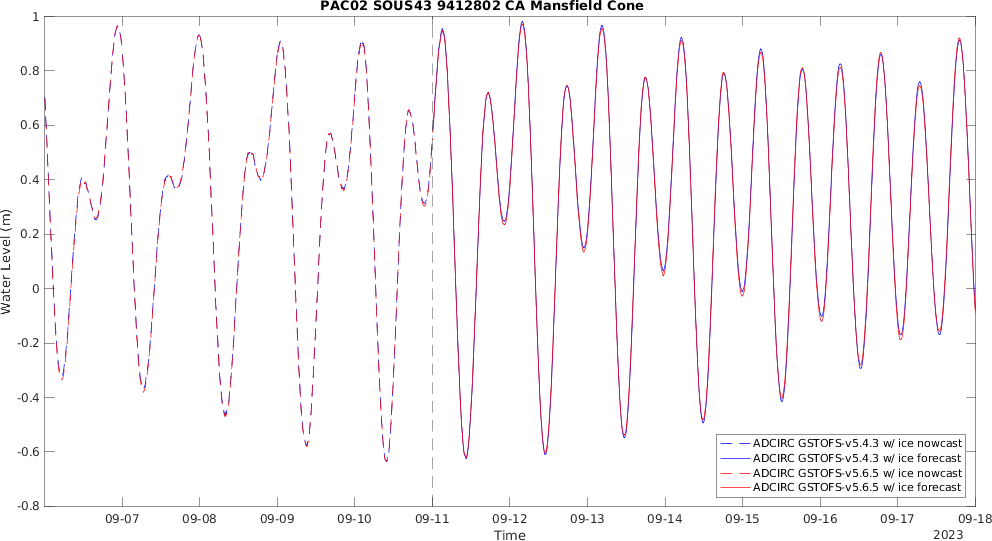 PAC02 SOUS43 9412802 CA Mansfield Cone
Water Level (m)
1
0.8
0.6
0.4
0.2
0
-0.2
-0.4
-0.6
-0.8
ADCIRC GSTOFS-v5.4.3 w/ ice nowcast
ADCIRC GSTOFS-v5.4.3 w/ ice forecast
ADCIRC GSTOFS-v5.6.5 w/ ice nowcast
ADCIRC GSTOFS-v5.6.5 w/ ice forecast
09-07 09-08 09-09 09-10 09-11 09-12 09-13 09-14 09-15 09-16 09-17 09-18
Time
2023